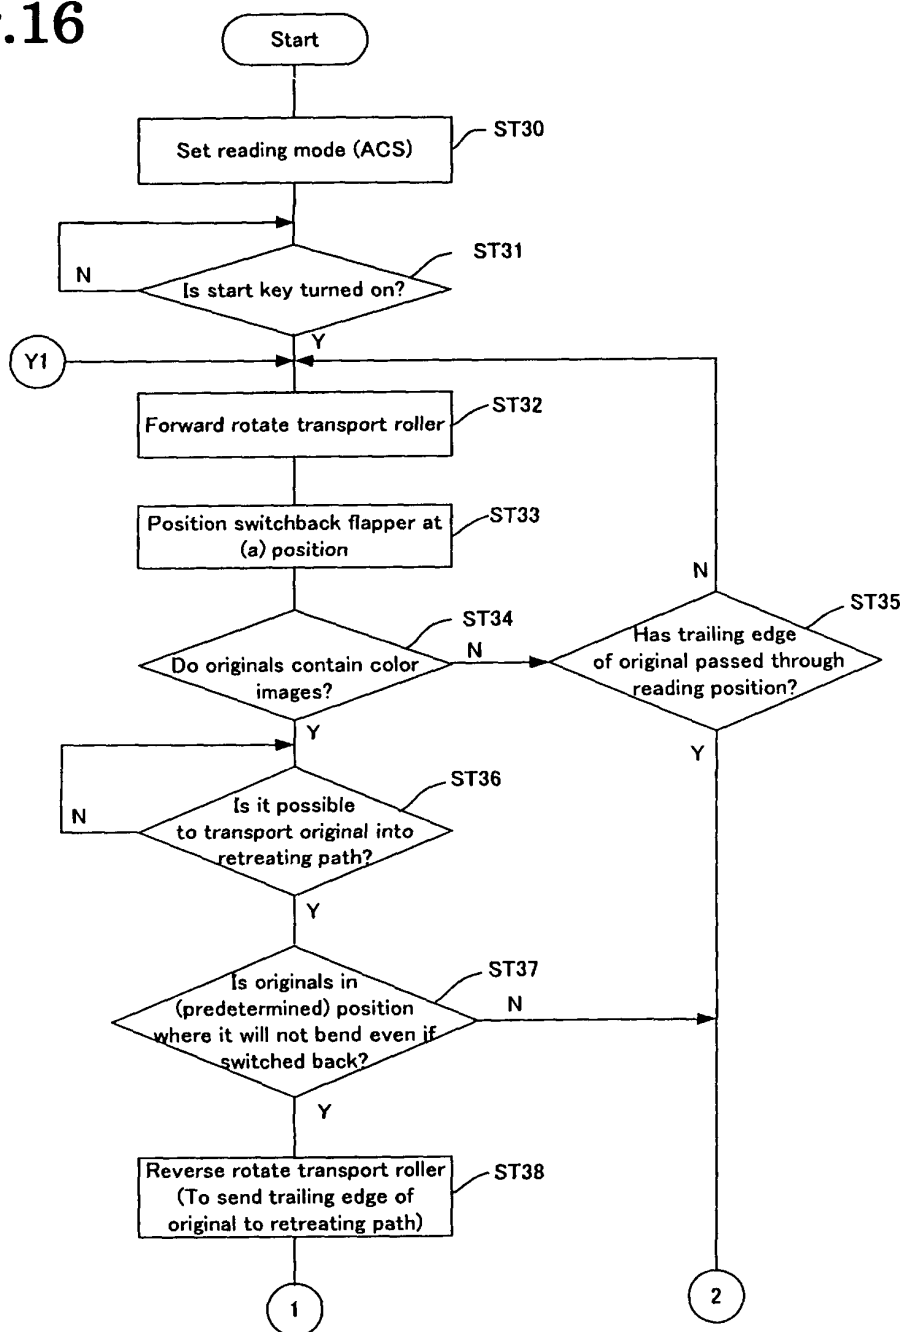 .16
Start
Set reading mode (ACS)
ST30
Is start key turned on?
ST31
N
Y
Y1
Forward rotate transport roller
ST32
Position switchback flapper at
(a) position
ST33
Do originals contain color
images?
ST34
N
Y
Has trailing edge
of original passed through
reading position?
ST35
N
Y
Is it possible
to transport original into
retreating path?
ST36
N
Y
Is originals in
(predetermined) position
where it will not bend even if
switched back?
ST37
N
Y
Reverse rotate transport roller
(To send trailing edge of
original to retreating path)
ST38
1
2